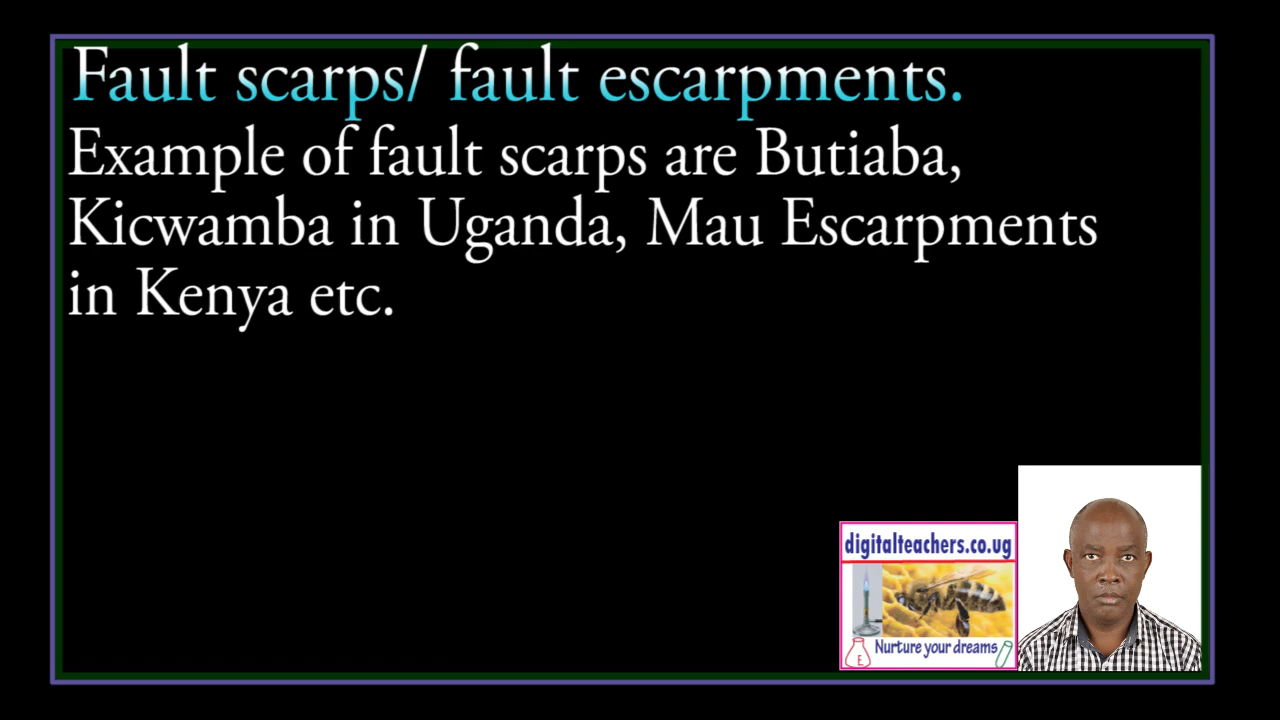 Fault scarps/ fault escarpments.
Example of fault scarps are Butiaba,
Kicwamba in Uganda, Mau Escarpments
in Kenya etc.
digitalteachers.co.ug
Nurture your dreams
E